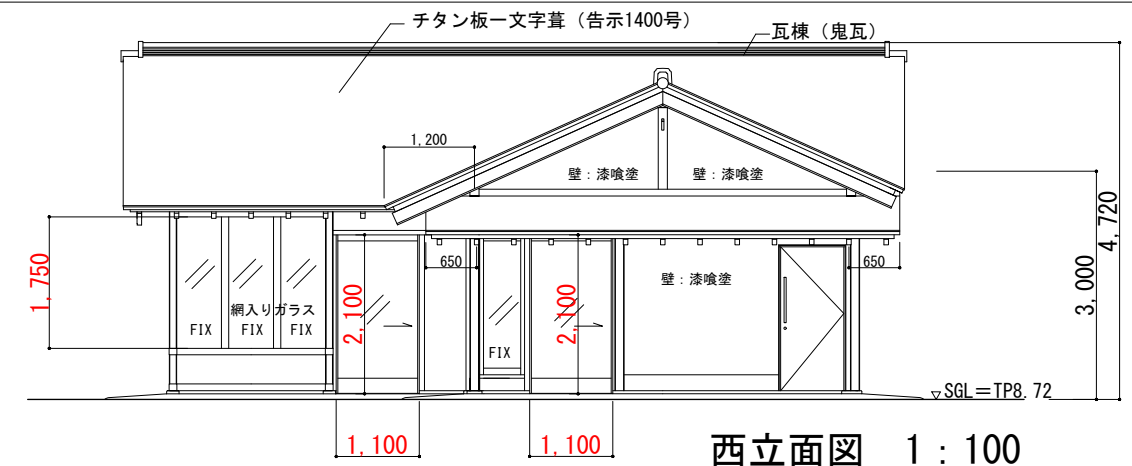 チタン板一文字葺（告示1400号）
瓦棟（鬼瓦）
1,200
壁：漆喰塗 壁：漆喰塗
4,720
3,000
1,750
650
650
壁：漆喰塗
2,100
2,100
網入りガラス
FIX FIX FIX
FIX
▽SGL＝TP8.72
1,100 1,100
西立面図 1：100